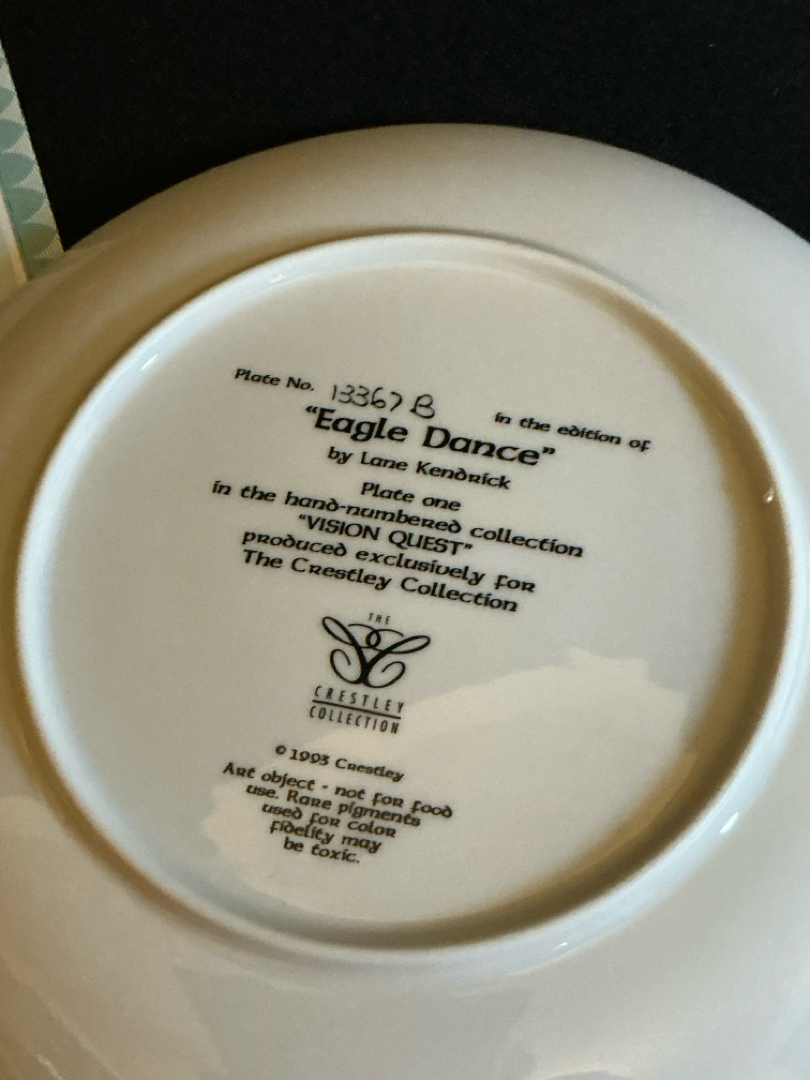 Plate No. 13367 B in the edition of
“Eagle Dance”
by Lane Kendrick
Plate one
in the hand-numbered collection
“VISION QUEST”
produced exclusively for
The Crestley Collection
THE
CRESTLEY
COLLECTION
© 1993 Crestley
Art object - not for food
use. Rare pigments
used for color
fidelity may
be toxic.